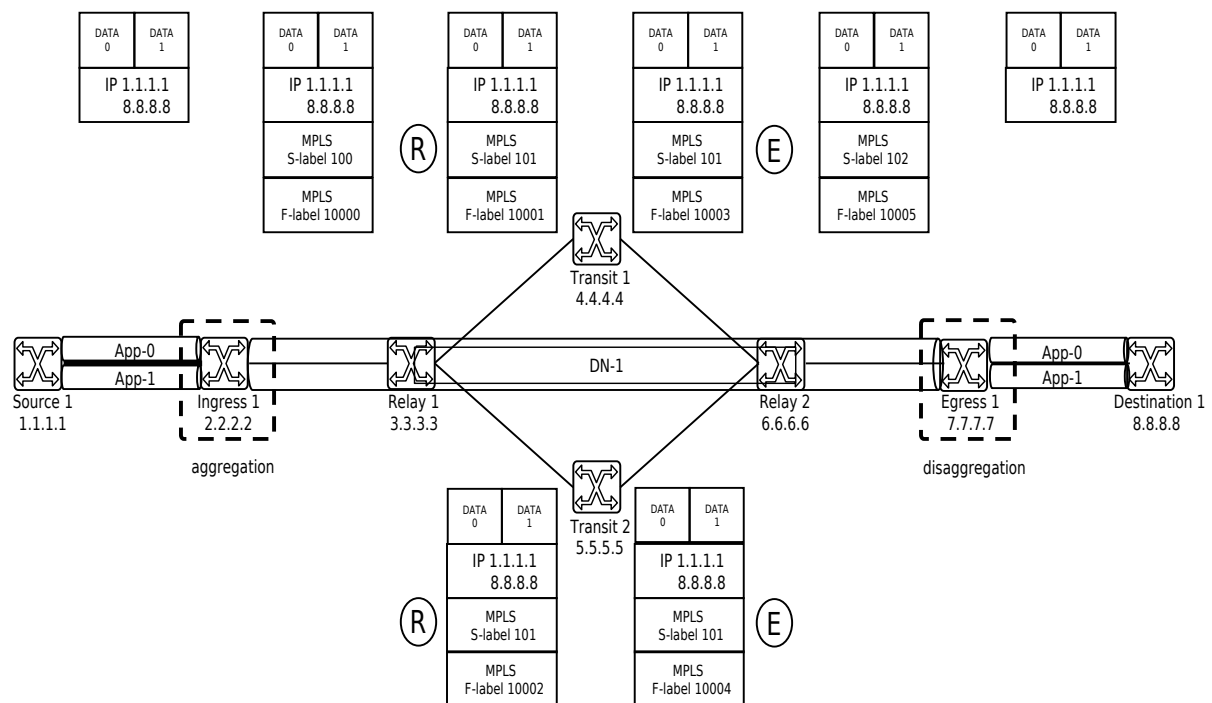 DATA 0 DATA 1
IP 1.1.1.1
8.8.8.8
DATA 0 DATA 1
IP 1.1.1.1
8.8.8.8
MPLS
S-label 100
MPLS
F-label 10000
R
DATA 0 DATA 1
IP 1.1.1.1
8.8.8.8
MPLS
S-label 101
MPLS
F-label 10001
DATA 0 DATA 1
IP 1.1.1.1
8.8.8.8
MPLS
S-label 101
MPLS
F-label 10003
E
DATA 0 DATA 1
IP 1.1.1.1
8.8.8.8
MPLS
S-label 102
MPLS
F-label 10005
DATA 0 DATA 1
IP 1.1.1.1
8.8.8.8
Transit 1
4.4.4.4
App-0
App-1
DN-1
App-0
App-1
Source 1
1.1.1.1
Ingress 1
2.2.2.2
Relay 1
3.3.3.3
Relay 2
6.6.6.6
Egress 1
7.7.7.7
Destination 1
8.8.8.8
aggregation
disaggregation
Transit 2
5.5.5.5
R
DATA 0 DATA 1
IP 1.1.1.1
8.8.8.8
MPLS
S-label 101
MPLS
F-label 10002
DATA 0 DATA 1
IP 1.1.1.1
8.8.8.8
MPLS
S-label 101
MPLS
F-label 10004
E